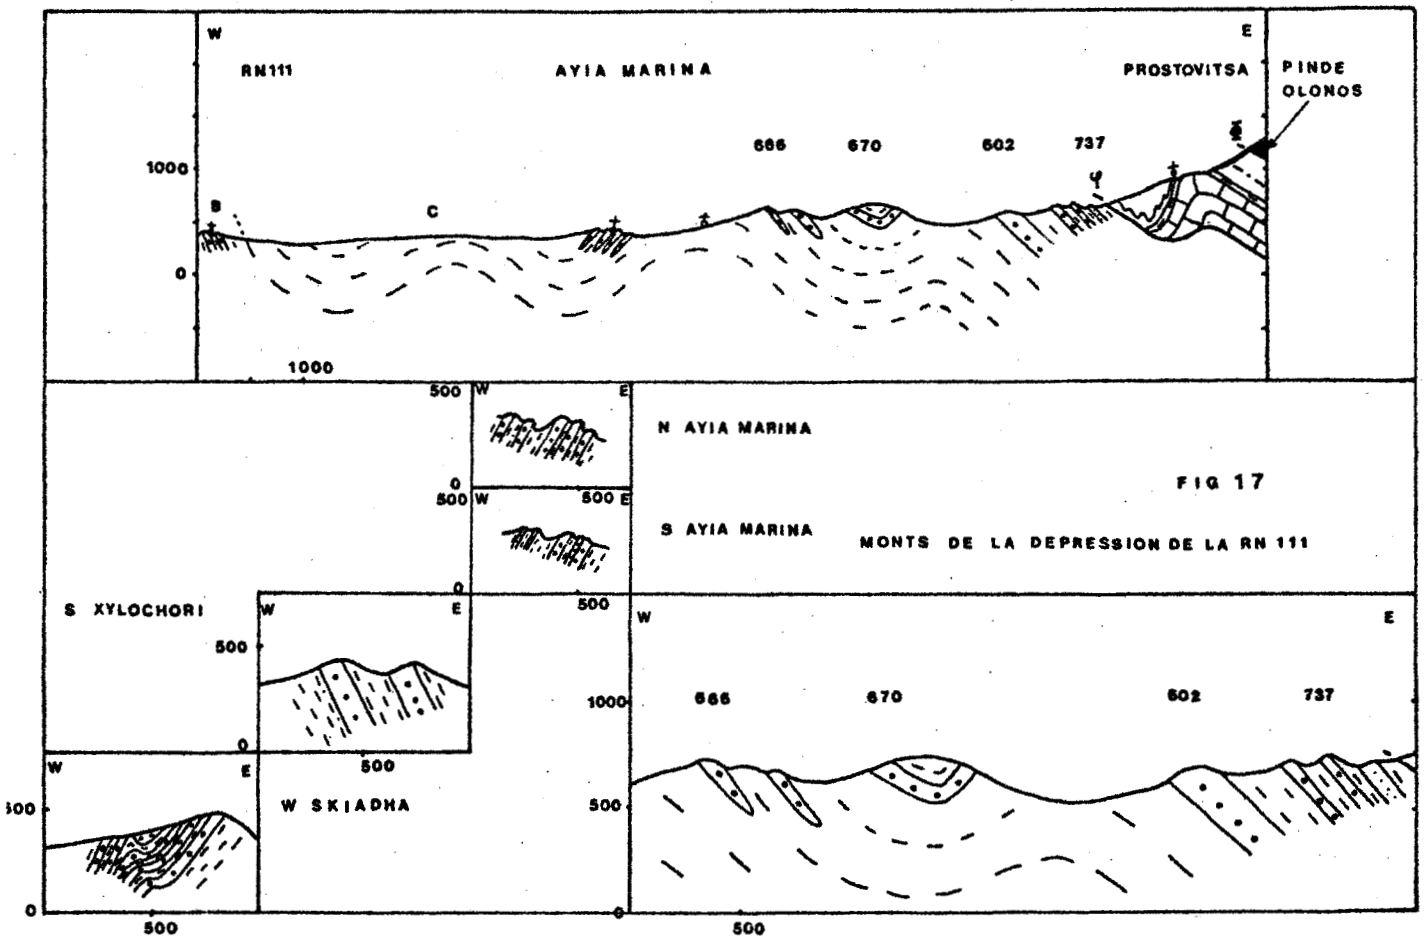 W
E
RN111
AYIA MARINA
PROSTOVITSA
PINDE
OLONOS
666
670
602
737
1000
B
C
φ
0
1000
500
W
E
N AYIA MARINA
0
500
500
W
E
FIG 17
S AYIA MARINA
MONTS DE LA DEPRESSION DE LA RN 111
0
500
S XYLOCHORI
W
E
500
0
500
W
E
W SKIADHA
500
0
500
W
E
1000
666
670
602
737
500
0
500